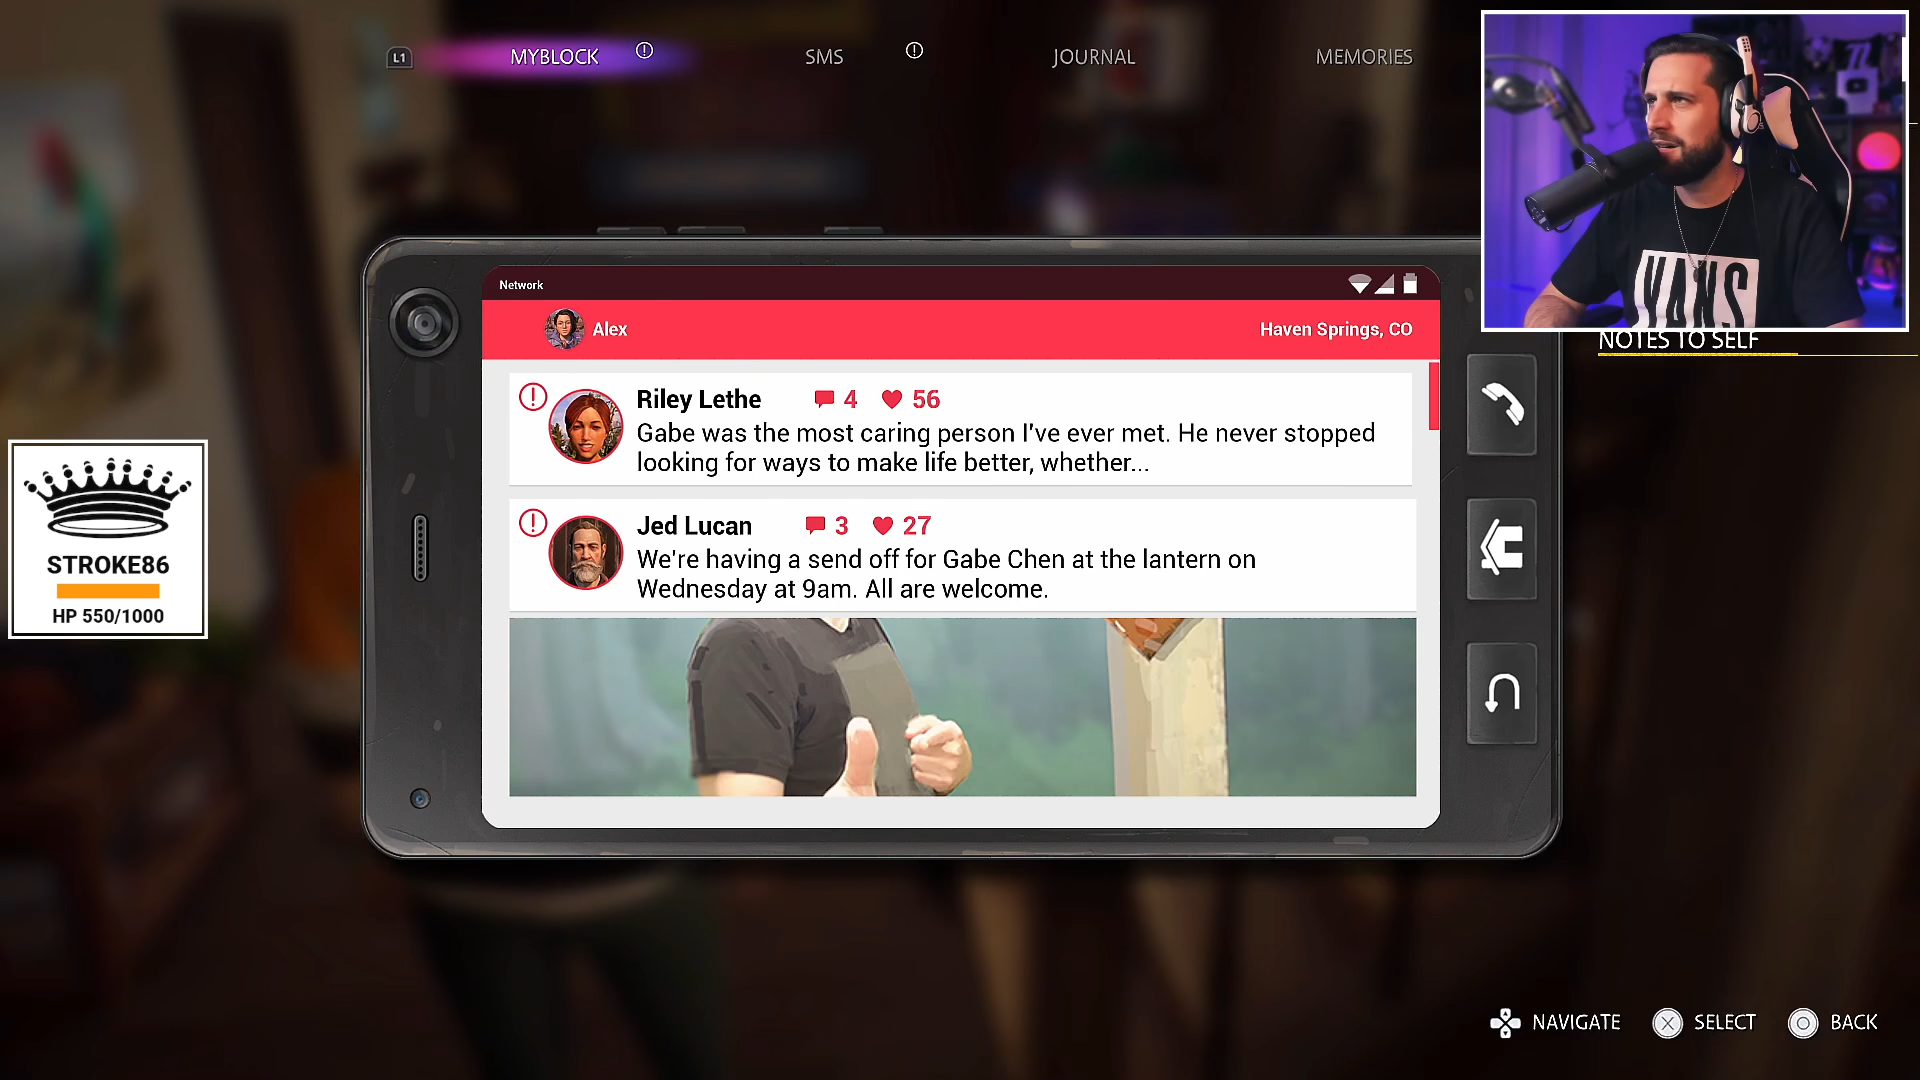 L1
MYBLOCK
SMS
JOURNAL
MEMORIES
77
VANS
NOTES TO SELF
Network
Alex
Haven Springs, CO
Riley Lethe 4 56
Gabe was the most caring person I've ever met. He never stopped
looking for ways to make life better, whether...
Jed Lucan 3 27
We're having a send off for Gabe Chen at the lantern on
Wednesday at 9am. All are welcome.
STROKE86
HP 550/1000
NAVIGATE
SELECT
BACK